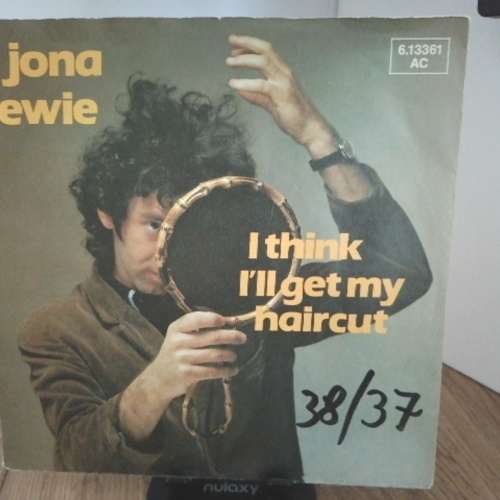 jona
ewie
6.13361
AC
I think
I'll get my
haircut
38/37
nulaxy